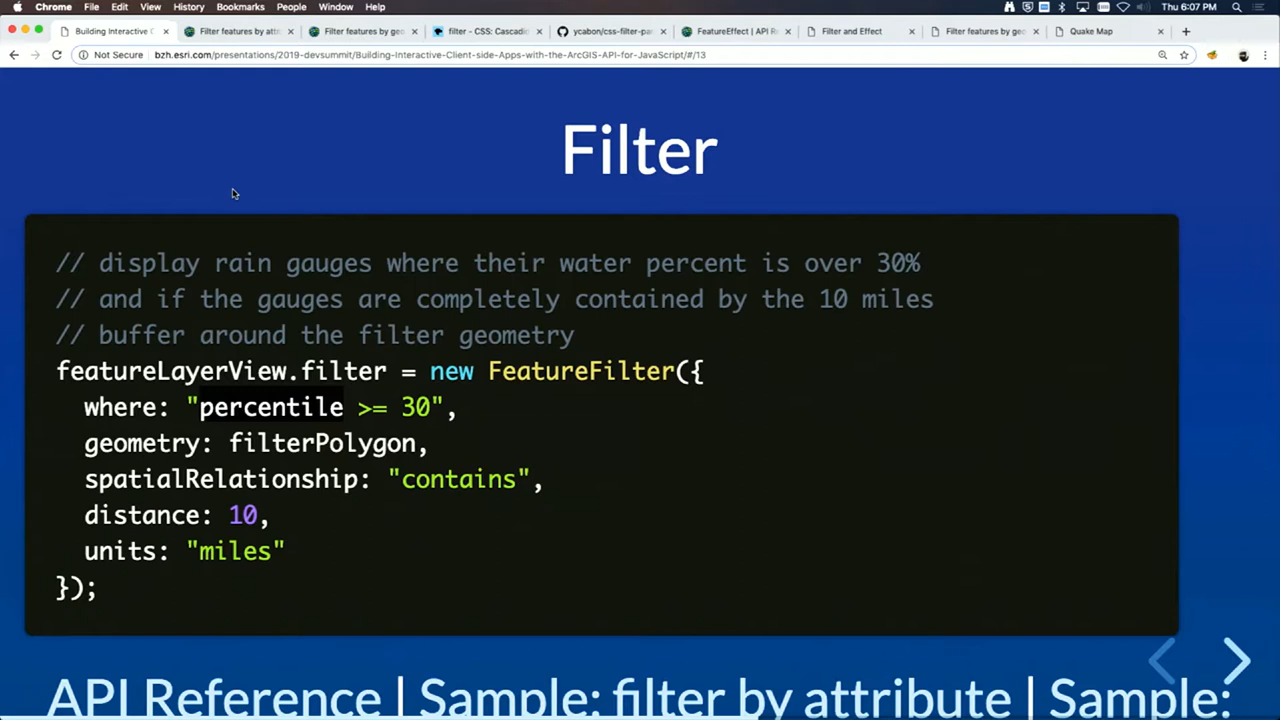 Chrome File Edit View History Bookmarks People Window Help Thu 6:07 PM
Building Interactive C Filter features by attr Filter features by geo filter - CSS: Cascadin ycabon/css-filter-pa FeatureEffect | API R Filter and Effect Filter features by geo Quake Map
Not Secure bzh.esri.com/presentations/2019-devsummit/Building-Interactive-Client-side-Apps-with-the-ArcGIS-API-for-JavaScript/#/13
Filter
// display rain gauges where their water percent is over 30%
// and if the gauges are completely contained by the 10 miles
// buffer around the filter geometry
featureLayerView.filter = new FeatureFilter({
where: "percentile >= 30",
geometry: filterPolygon,
spatialRelationship: "contains",
distance: 10,
units: "miles"
});
API Reference | Sample: filter by attribute | Sample: